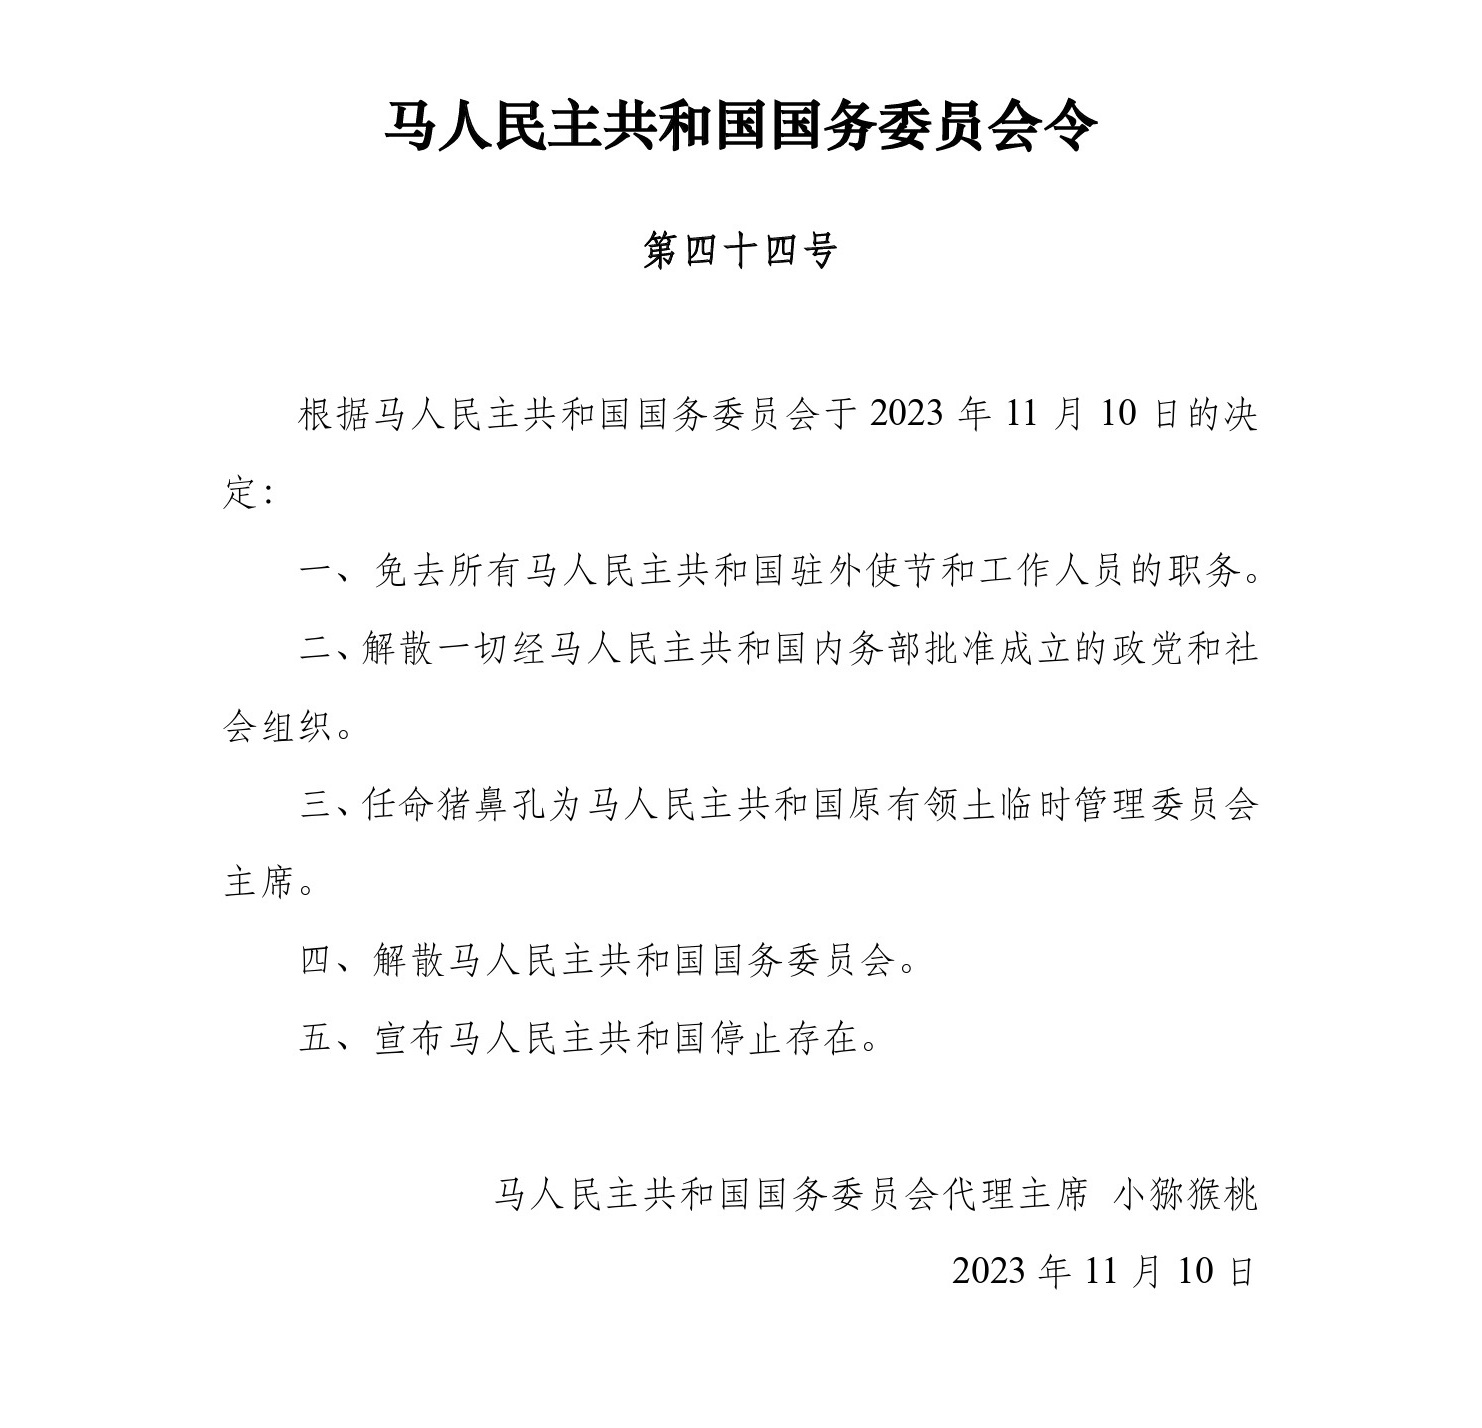 马人民主共和国国务委员会令
第四十四号
根据马人民主共和国国务委员会于 2023 年 11 月 10 日的决
定：
一、免去所有马人民主共和国驻外使节和工作人员的职务。
二、解散一切经马人民主共和国内务部批准成立的政党和社
会组织。
三、任命猪鼻孔为马人民主共和国原有领土临时管理委员会
主席。
四、解散马人民主共和国国务委员会。
五、宣布马人民主共和国停止存在。
马人民主共和国国务委员会代理主席 小猕猴桃
2023 年 11 月 10 日